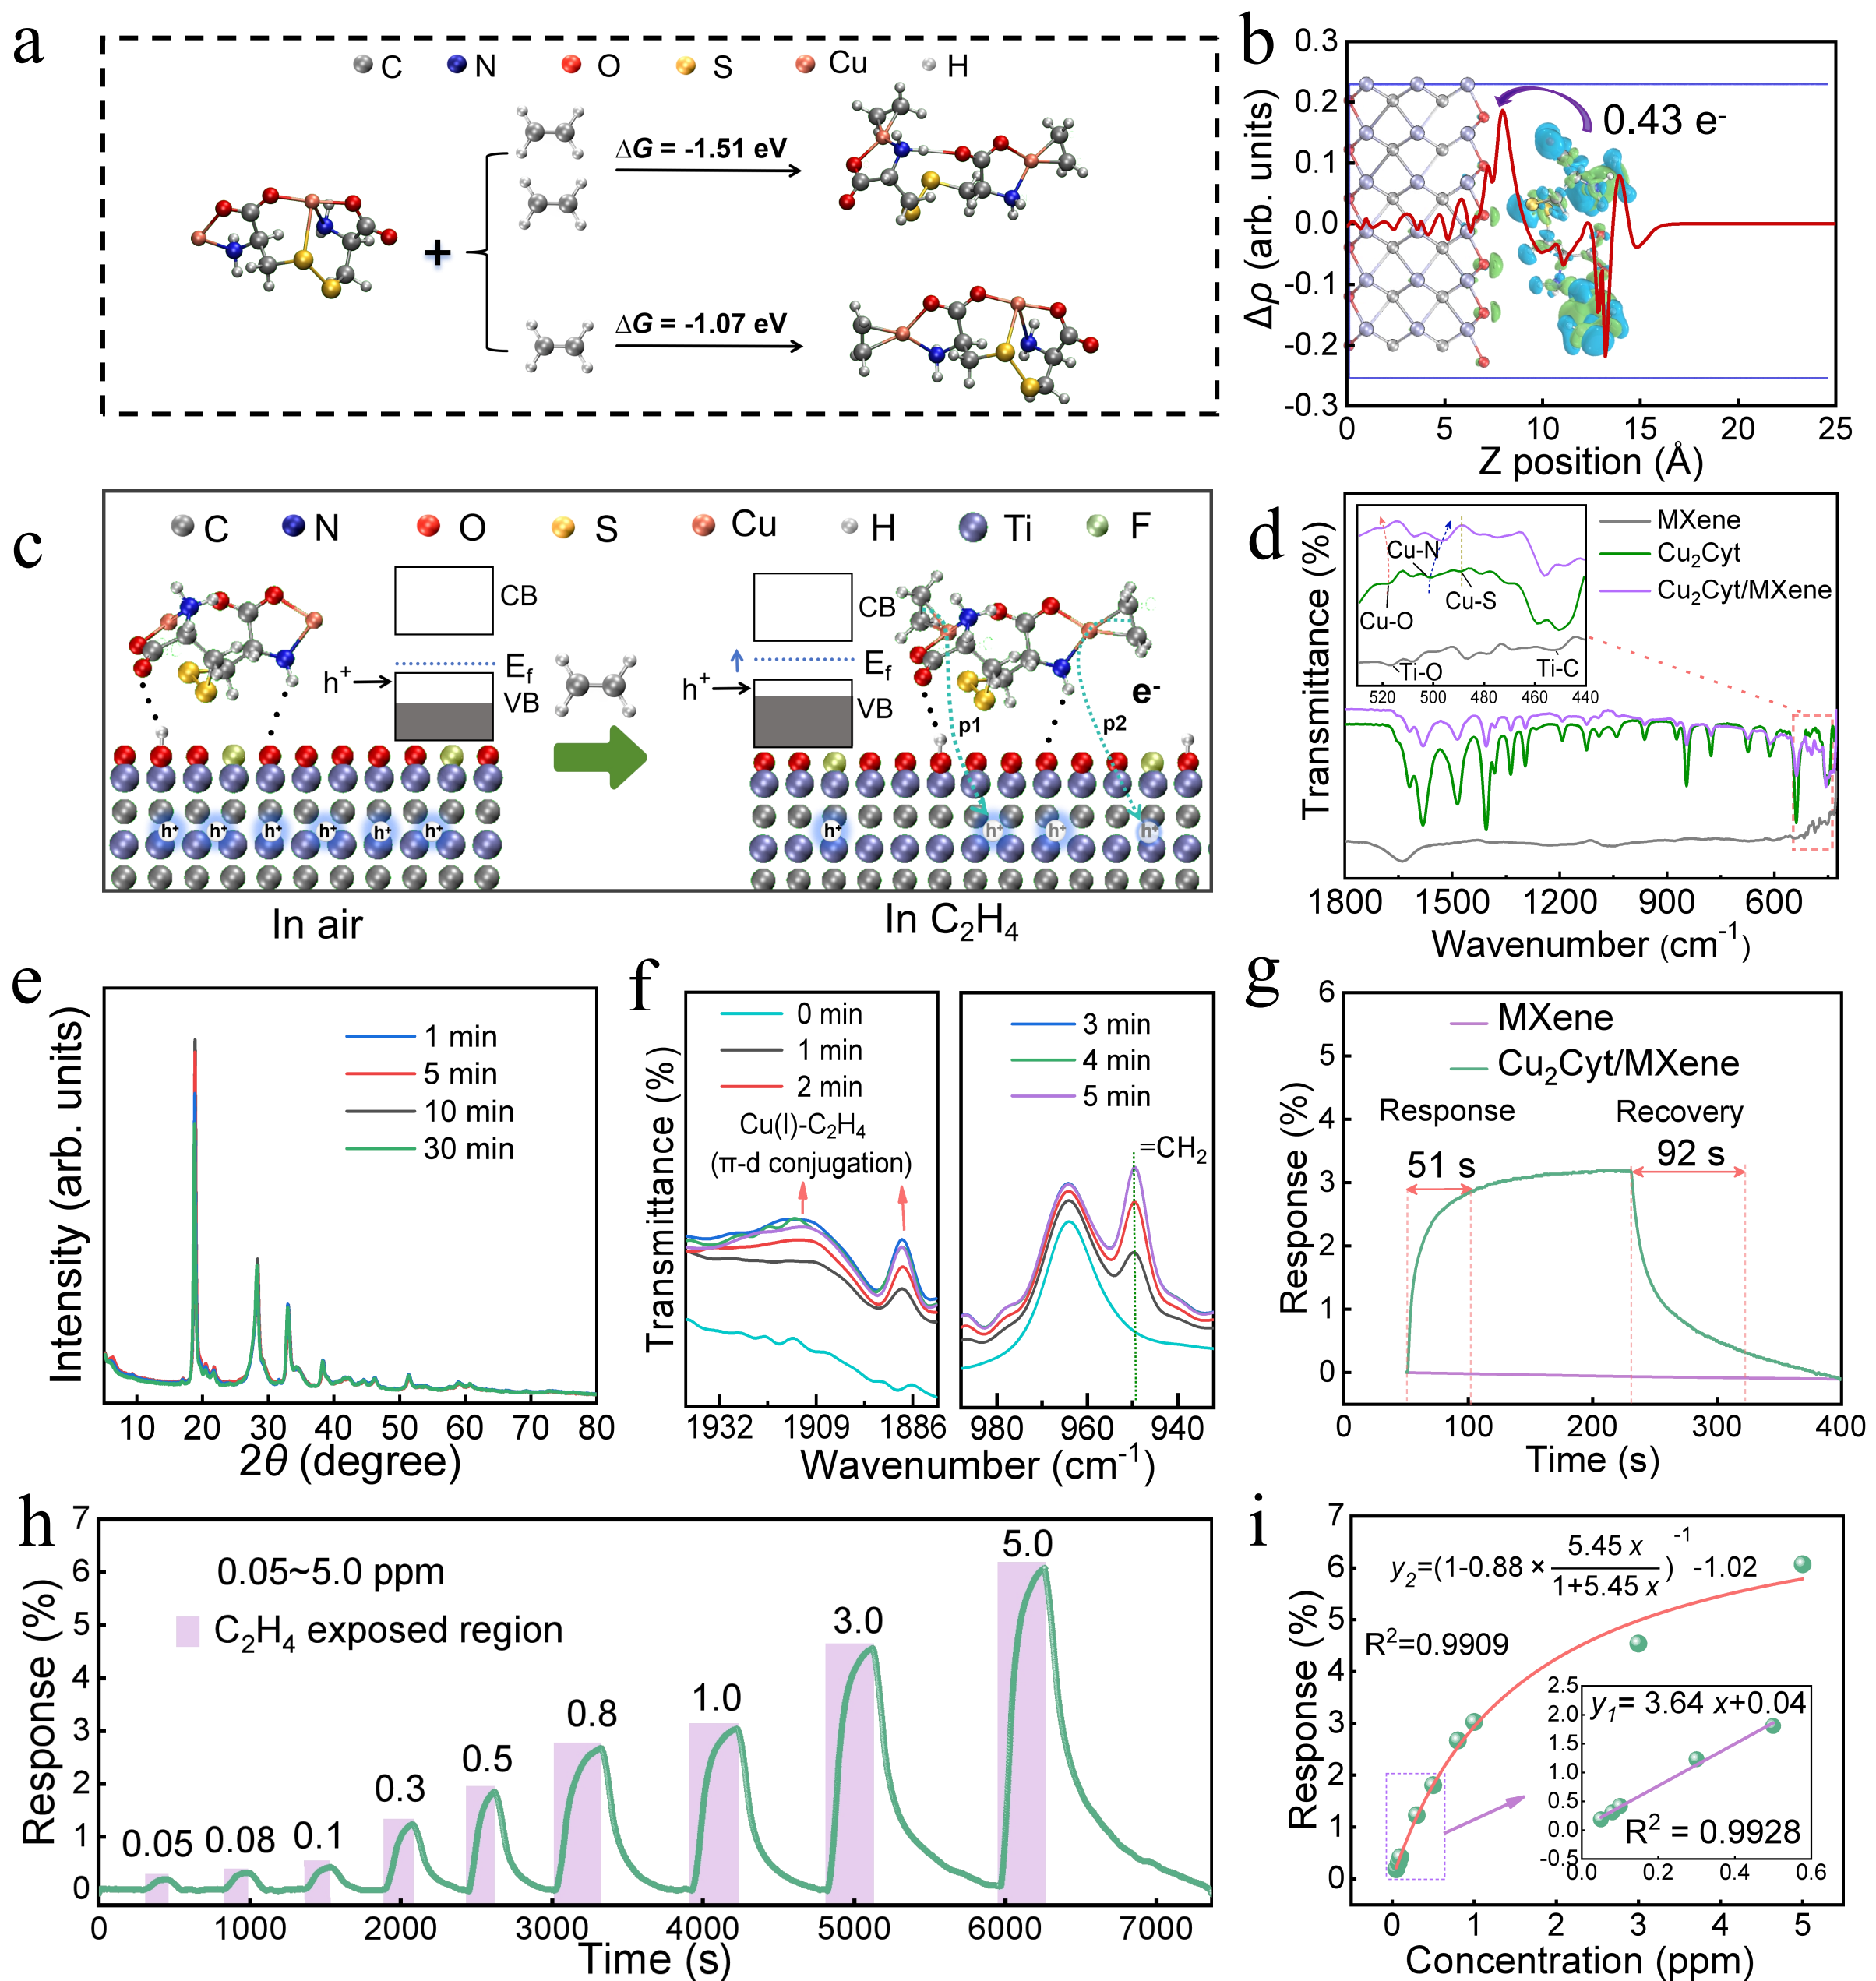 a
C N O S Cu H
ΔG = -1.51 eV
+
ΔG = -1.07 eV
b
0.3
0.2
0.1
0.0
-0.1
-0.2
-0.3
Δρ (arb. units)
0.43 e-
0 5 10 15 20 25
Z position (Å)
c
C N O S Cu H Ti F
CB
Ef
VB
h+
CB
Ef
VB
h+
e-
p1
p2
h+ h+ h+ h+ h+ h+
h+ h+ h+ h+
In air
In C2H4
d
Transmittance (%)
MXene
Cu2Cyt
Cu2Cyt/MXene
Cu-N
Cu-S
Cu-O
Ti-O
Ti-C
520 500 480 460 440
1800 1500 1200 900 600
Wavenumber (cm-1)
e
Intensity (arb. units)
1 min
5 min
10 min
30 min
10 20 30 40 50 60 70 80
2θ (degree)
f
Transmittance (%)
0 min
1 min
2 min
Cu(I)-C2H4
(π-d conjugation)
3 min
4 min
5 min
=CH2
1932 1909 1886
980 960 940
Wavenumber (cm-1)
g
Response (%)
6
5
4
3
2
1
0
MXene
Cu2Cyt/MXene
Response
Recovery
51 s
92 s
0 100 200 300 400
Time (s)
h
Response (%)
7
6
5
4
3
2
1
0
0.05~5.0 ppm
C2H4 exposed region
0.05
0.08
0.1
0.3
0.5
0.8
1.0
3.0
5.0
0 1000 2000 3000 4000 5000 6000 7000
Time (s)
i
Response (%)
7
6
5
4
3
2
1
0
y2=(1-0.88 × 5.45 x / 1+5.45 x )-1 -1.02
R2=0.9909
2.5
2.0
1.5
1.0
0.5
0.0
-0.5
y1= 3.64 x+0.04
R2 = 0.9928
0.0 0.2 0.4 0.6
0 1 2 3 4 5
Concentration (ppm)